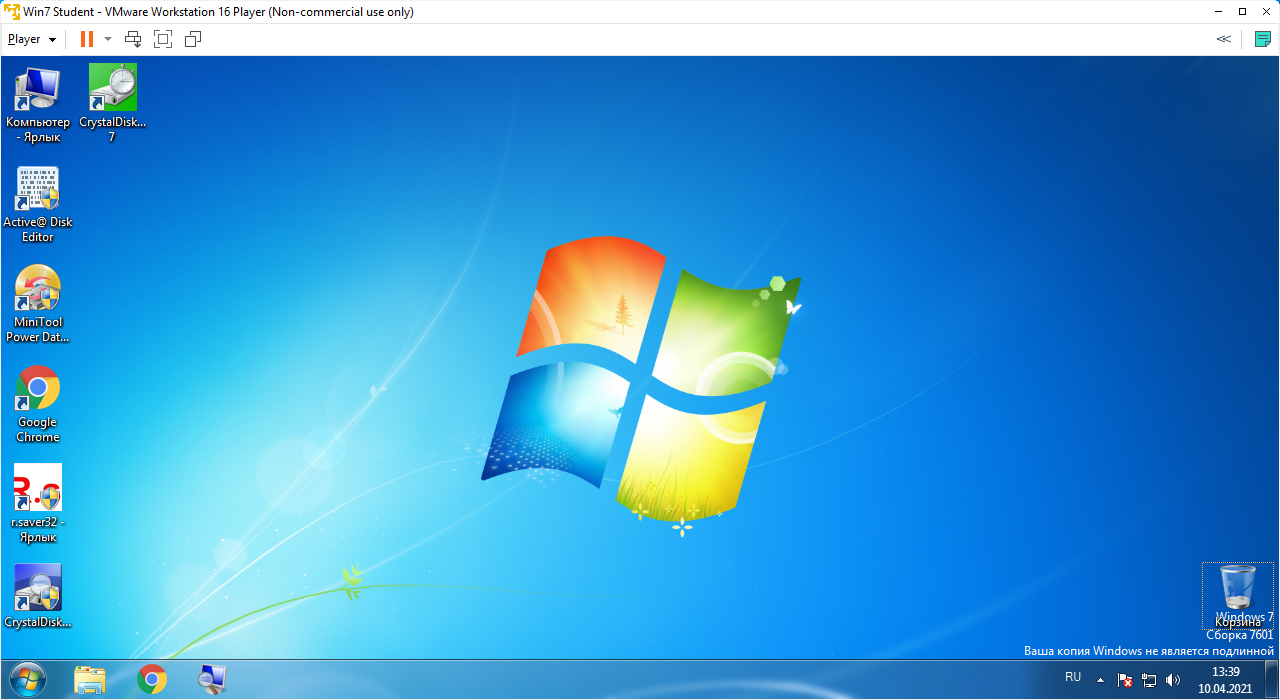 Win7 Student - VMware Workstation 16 Player (Non-commercial use only)
Player
Компьютер
- Ярлык
CrystalDisk...
7
Active@ Disk
Editor
MiniTool
Power Dat...
Google
Chrome
R.s
r.saver32 -
Ярлык
CrystalDisk...
Корзина
Windows 7
Сборка 7601
Ваша копия Windows не является подлинной
RU
13:39
10.04.2021